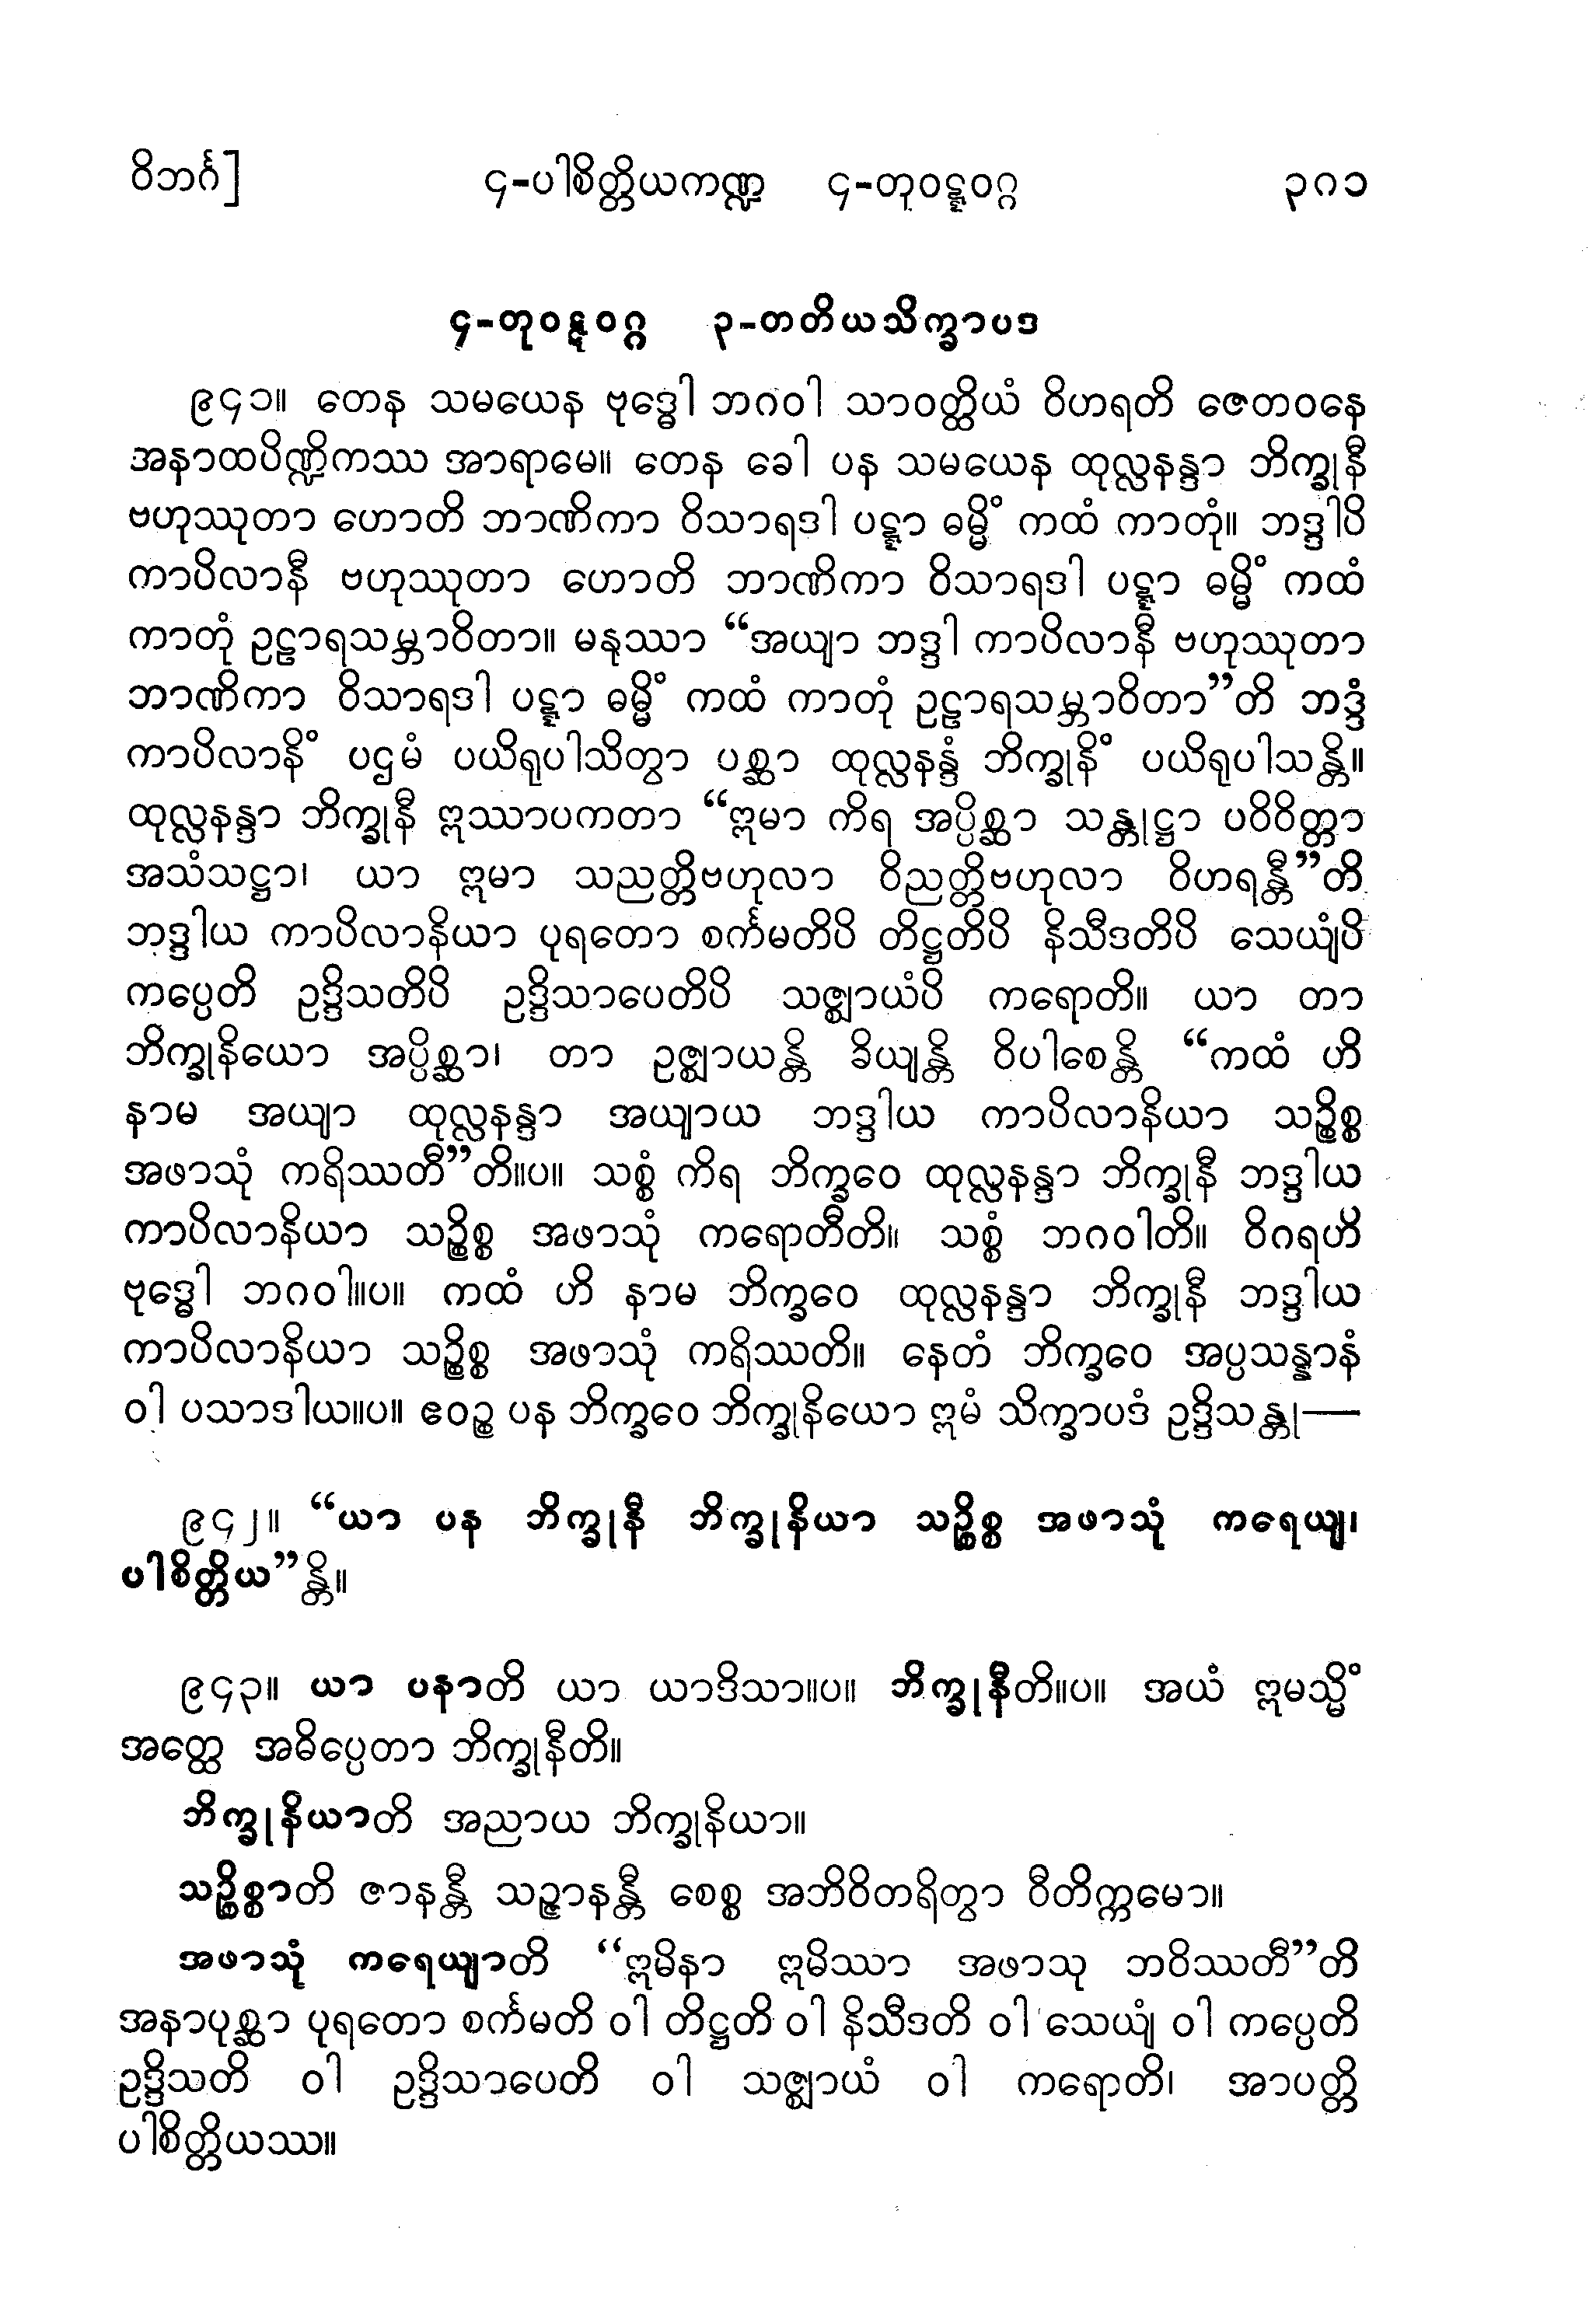 ဝိဘင်္ဂ] ၄-ပါစိတ္တိယကဏ္ဍ ၄-တုဝဋ္ဋဝဂ္ဂ ၃၈၁
၄-တုဝဋ္ဋဝဂ္ဂ ၃-တတိယသိက္ခာပဒ
၉၄၁။ တေန သမယေန ဗုဒ္ဓေါ ဘဂဝါ သာဝတ္ထိယံ ဝိဟရတိ ဇေတဝနေ
အနာထပိဏ္ဍိကဿ အာရာမေ။ တေန ခေါ ပန သမယေန ထုလ္လနန္ဒာ ဘိက္ခုနီ
ဗဟုဿုတာ ဟောတိ ဘာဏိကာ ဝိသာရဒါ ပဋ္ဋာ ဓမ္မိံ ကထံ ကာတုံ။ ဘဒ္ဒါပိ
ကာပိလာနီ ဗဟုဿုတာ ဟောတိ ဘာဏိကာ ဝိသာရဒါ ပဋ္ဋာ ဓမ္မိံ ကထံ
ကာတုံ ဥဠာရသမ္ဘာဝိတာ။ မနုဿာ “အယျာ ဘဒ္ဒါ ကာပိလာနီ ဗဟုဿုတာ
ဘာဏိကာ ဝိသာရဒါ ပဋ္ဋာ ဓမ္မိံ ကထံ ကာတုံ ဥဠာရသမ္ဘာဝိတာ”တိ ဘဒ္ဒံ
ကာပိလာနိံ ပဌမံ ပယိရုပါသိတွာ ပစ္ဆာ ထုလ္လနန္ဒံ ဘိက္ခုနိံ ပယိရုပါသန္တိ။
ထုလ္လနန္ဒာ ဘိက္ခုနီ ဣဿာပကတာ “ဣမာ ကိရ အပ္ပိစ္ဆာ သန္တုဋ္ဌာ ပဝိဝိတ္တာ
အသံသဋ္ဌာ၊ ယာ ဣမာ သညတ္တိဗဟုလာ ဝိညတ္တိဗဟုလာ ဝိဟရန္တီ”တိ
ဘဒ္ဒါယ ကာပိလာနိယာ ပုရတော စင်္ကမတိပိ တိဋ္ဌတိပိ နိသီဒတိပိ သေယျံပိ
ကပ္ပေတိ ဥဒ္ဒိသတိပိ ဥဒ္ဒိသာပေတိပိ သဇ္ဈာယံပိ ကရောတိ။ ယာ တာ
ဘိက္ခုနိယော အပ္ပိစ္ဆာ၊ တာ ဥဇ္ဈာယန္တိ ခိယျန္တိ ဝိပါစေန္တိ “ကထံ ဟိ
နာမ အယျာ ထုလ္လနန္ဒာ အယျာယ ဘဒ္ဒါယ ကာပိလာနိယာ သဉ္စိစ္စ
အဖာသုံ ကရိဿတီ”တိ။ပ။ သစ္စံ ကိရ ဘိက္ခဝေ ထုလ္လနန္ဒာ ဘိက္ခုနီ ဘဒ္ဒါယ
ကာပိလာနိယာ သဉ္စိစ္စ အဖာသုံ ကရောတီတိ။ သစ္စံ ဘဂဝါတိ။ ဝိဂရဟိ
ဗုဒ္ဓေါ ဘဂဝါ။ပ။ ကထံ ဟိ နာမ ဘိက္ခဝေ ထုလ္လနန္ဒာ ဘိက္ခုနီ ဘဒ္ဒါယ
ကာပိလာနိယာ သဉ္စိစ္စ အဖာသုံ ကရိဿတိ။ နေတံ ဘိက္ခဝေ အပ္ပသန္နာနံ
ဝါ ပသာဒါယ။ပ။ ဧဝဉ္စ ပန ဘိက္ခဝေ ဘိက္ခုနိယော ဣမံ သိက္ခာပဒံ ဥဒ္ဒိသန္တု—
၉၄၂။ “ယာ ပန ဘိက္ခုနီ ဘိက္ခုနိယာ သဉ္စိစ္စ အဖာသုံ ကရေယျ၊
ပါစိတ္တိယ”န္တိ။
၉၄၃။ ယာ ပနာတိ ယာ ယာဒိသာ။ပ။ ဘိက္ခုနီတိ။ပ။ အယံ ဣမသ္မိံ
အတ္ထေ အဓိပ္ပေတာ ဘိက္ခုနီတိ။
ဘိက္ခုနိယာတိ အညာယ ဘိက္ခုနိယာ။
သဉ္စိစ္စာတိ ဇာနန္တီ သဉ္ဇာနန္တီ စေစ္စ အဘိဝိတရိတွာ ဝီတိက္ကမော။
အဖာသုံ ကရေယျာတိ “ဣမိနာ ဣမိဿာ အဖာသု ဘဝိဿတီ”တိ
အနာပုစ္ဆာ ပုရတော စင်္ကမတိ ဝါ တိဋ္ဌတိ ဝါ နိသီဒတိ ဝါ သေယျံ ဝါ ကပ္ပေတိ
ဥဒ္ဒိသတိ ဝါ ဥဒ္ဒိသာပေတိ ဝါ သဇ္ဈာယံ ဝါ ကရောတိ၊ အာပတ္တိ
ပါစိတ္တိယဿ။